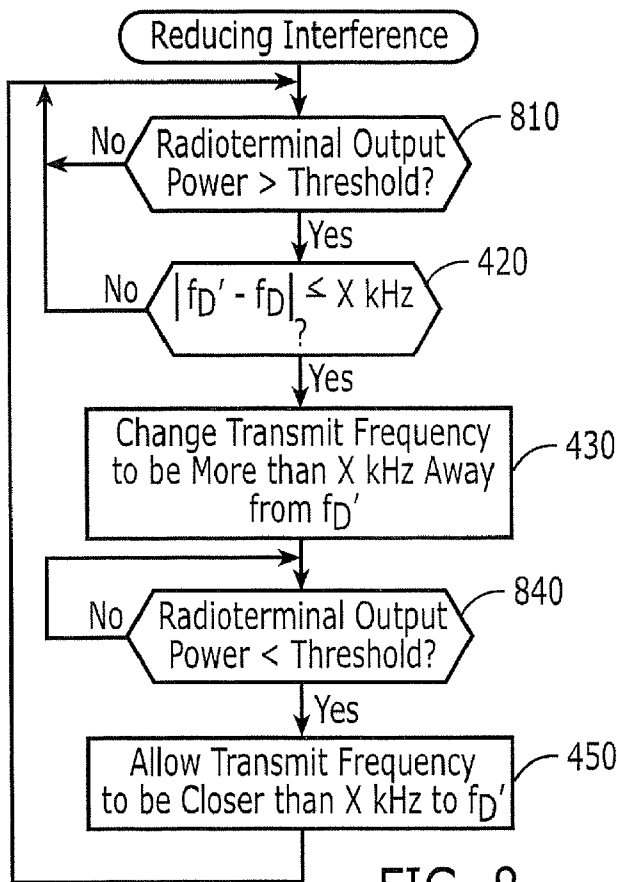 Reducing Interference
810
Radioterminal Output
Power > Threshold?
No
Yes
420
|fD' - fD| ≤ X kHz
?
No
Yes
Change Transmit Frequency
to be More than X kHz Away
from fD'
430
840
Radioterminal Output
Power < Threshold?
No
Yes
Allow Transmit Frequency
to be Closer than X kHz to fD'
450
FIG. 8